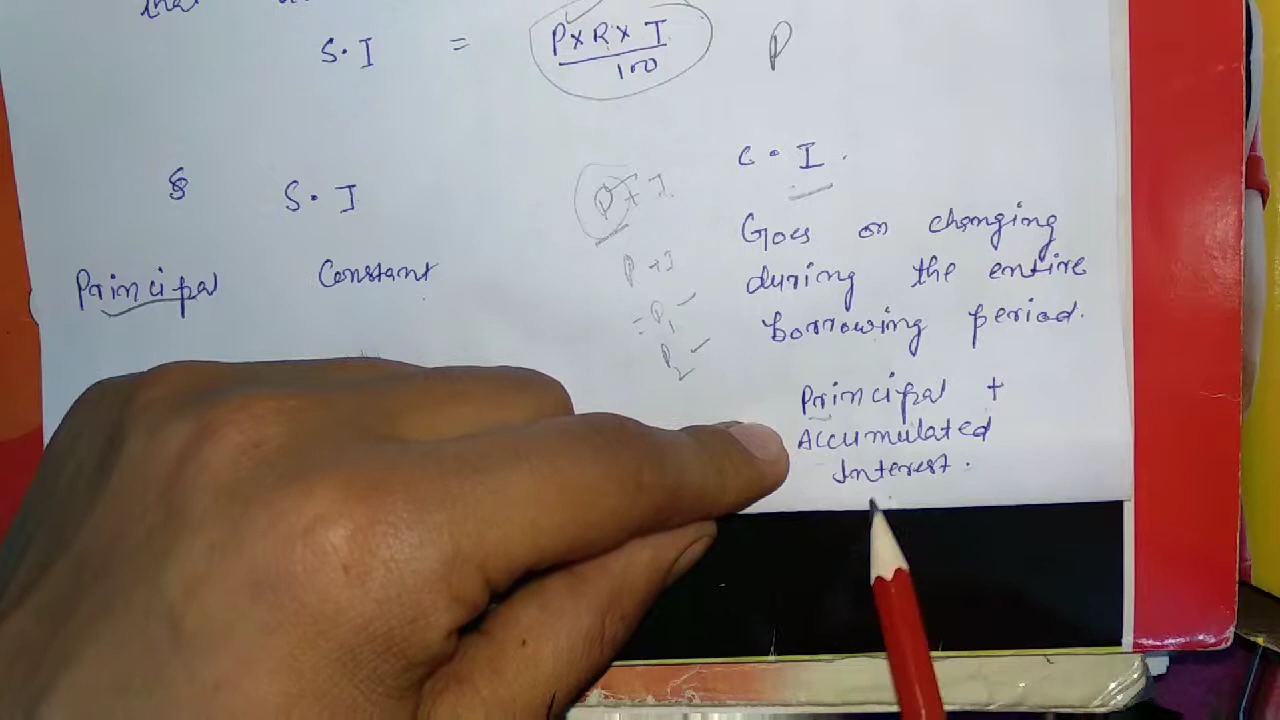 S.I = P×R×T
100
P
C.I.
§ S.I
P + I
Principal Constant
P + I
= P1
P2
Goes on changing
during the entire
borrowing period.
Principal +
Accumulated
Interest.